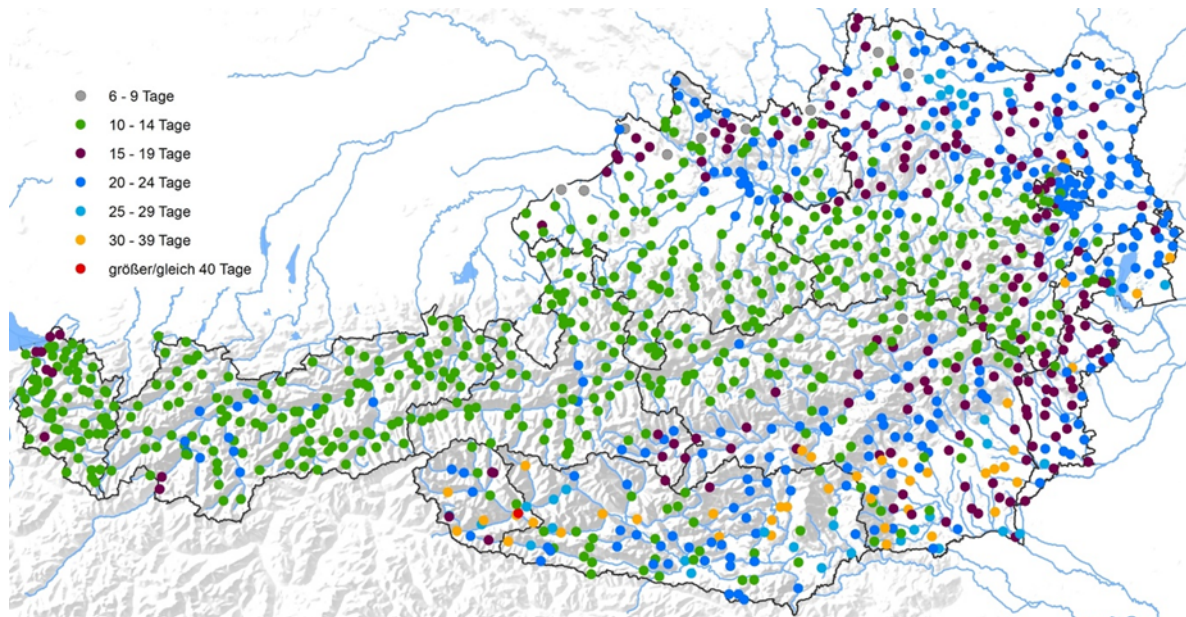 6 - 9 Tage
10 - 14 Tage
15 - 19 Tage
20 - 24 Tage
25 - 29 Tage
30 - 39 Tage
größer/gleich 40 Tage